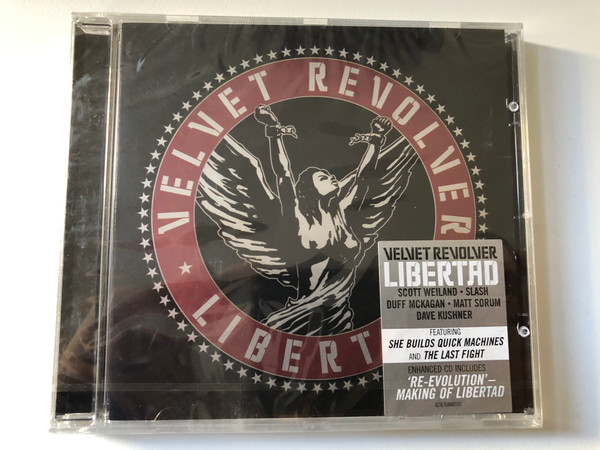 VELVET REVOLVER
LIBERT
VELVET REVOLVER
LIBERTAD
SCOTT WEILAND • SLASH
DUFF MCKAGAN • MATT SORUM
DAVE KUSHNER
FEATURING
SHE BUILDS QUICK MACHINES
AND THE LAST FIGHT
ENHANCED CD INCLUDES
'RE-EVOLUTION'–
MAKING OF LIBERTAD